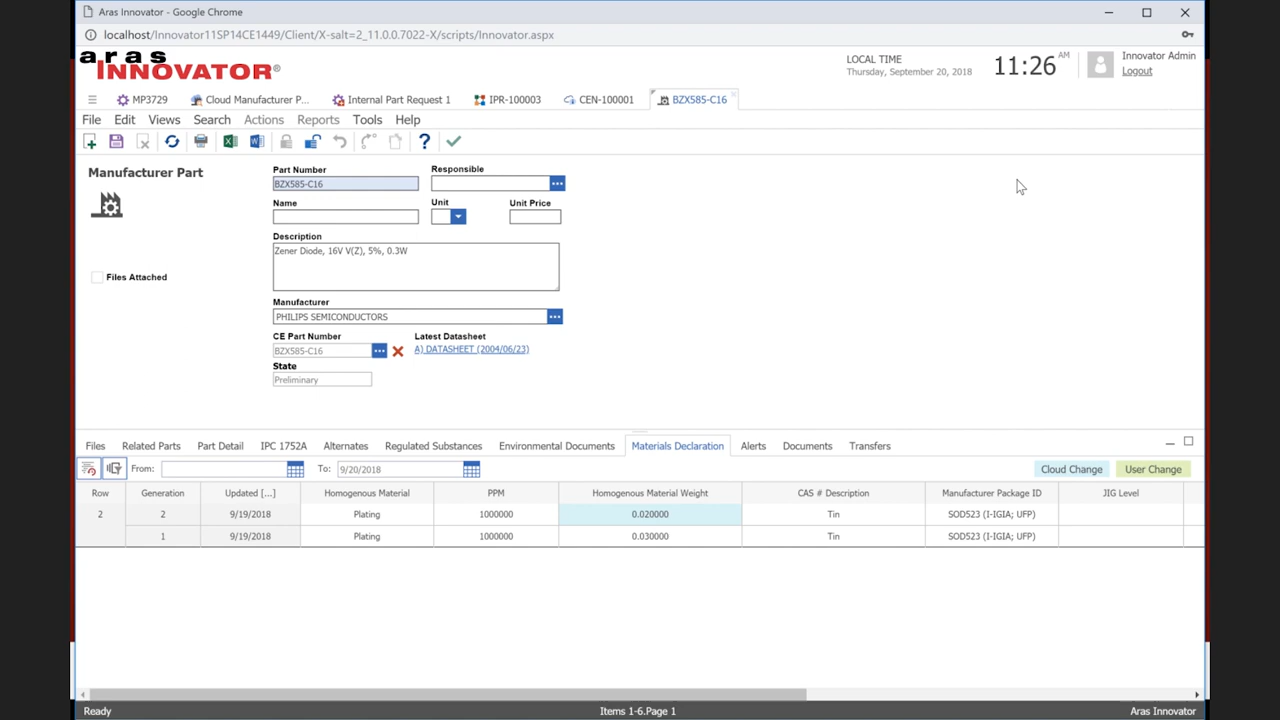 Aras Innovator - Google Chrome
localhost/Innovator11SP14CE1449/Client/X-salt=2_11.0.0.7022-X/scripts/Innovator.aspx
aras
INNOVATOR®
LOCAL TIME
Thursday, September 20, 2018
11:26 AM
Innovator Admin
Logout
MP3729 Cloud Manufacturer P... Internal Part Request 1 IPR-100003 CEN-100001 BZX585-C16
File Edit Views Search Actions Reports Tools Help
Manufacturer Part
Files Attached
Part Number Responsible
BZX585-C16
Name Unit Unit Price
Description
Zener Diode, 16V V(Z), 5%, 0.3W
Manufacturer
PHILIPS SEMICONDUCTORS
CE Part Number Latest Datasheet
BZX585-C16 A) DATASHEET (2004/06/23)
State
Preliminary
Files Related Parts Part Detail IPC 1752A Alternates Regulated Substances Environmental Documents Materials Declaration Alerts Documents Transfers
From: To: 9/20/2018 Cloud Change User Change
Row Generation Updated [...] Homogenous Material PPM Homogenous Material Weight CAS # Description Manufacturer Package ID JIG Level
2 2 9/19/2018 Plating 1000000 0.020000 Tin SOD523 (I-IGIA; UFP)
1 9/19/2018 Plating 1000000 0.030000 Tin SOD523 (I-IGIA; UFP)
Ready Items 1-6.Page 1 Aras Innovator